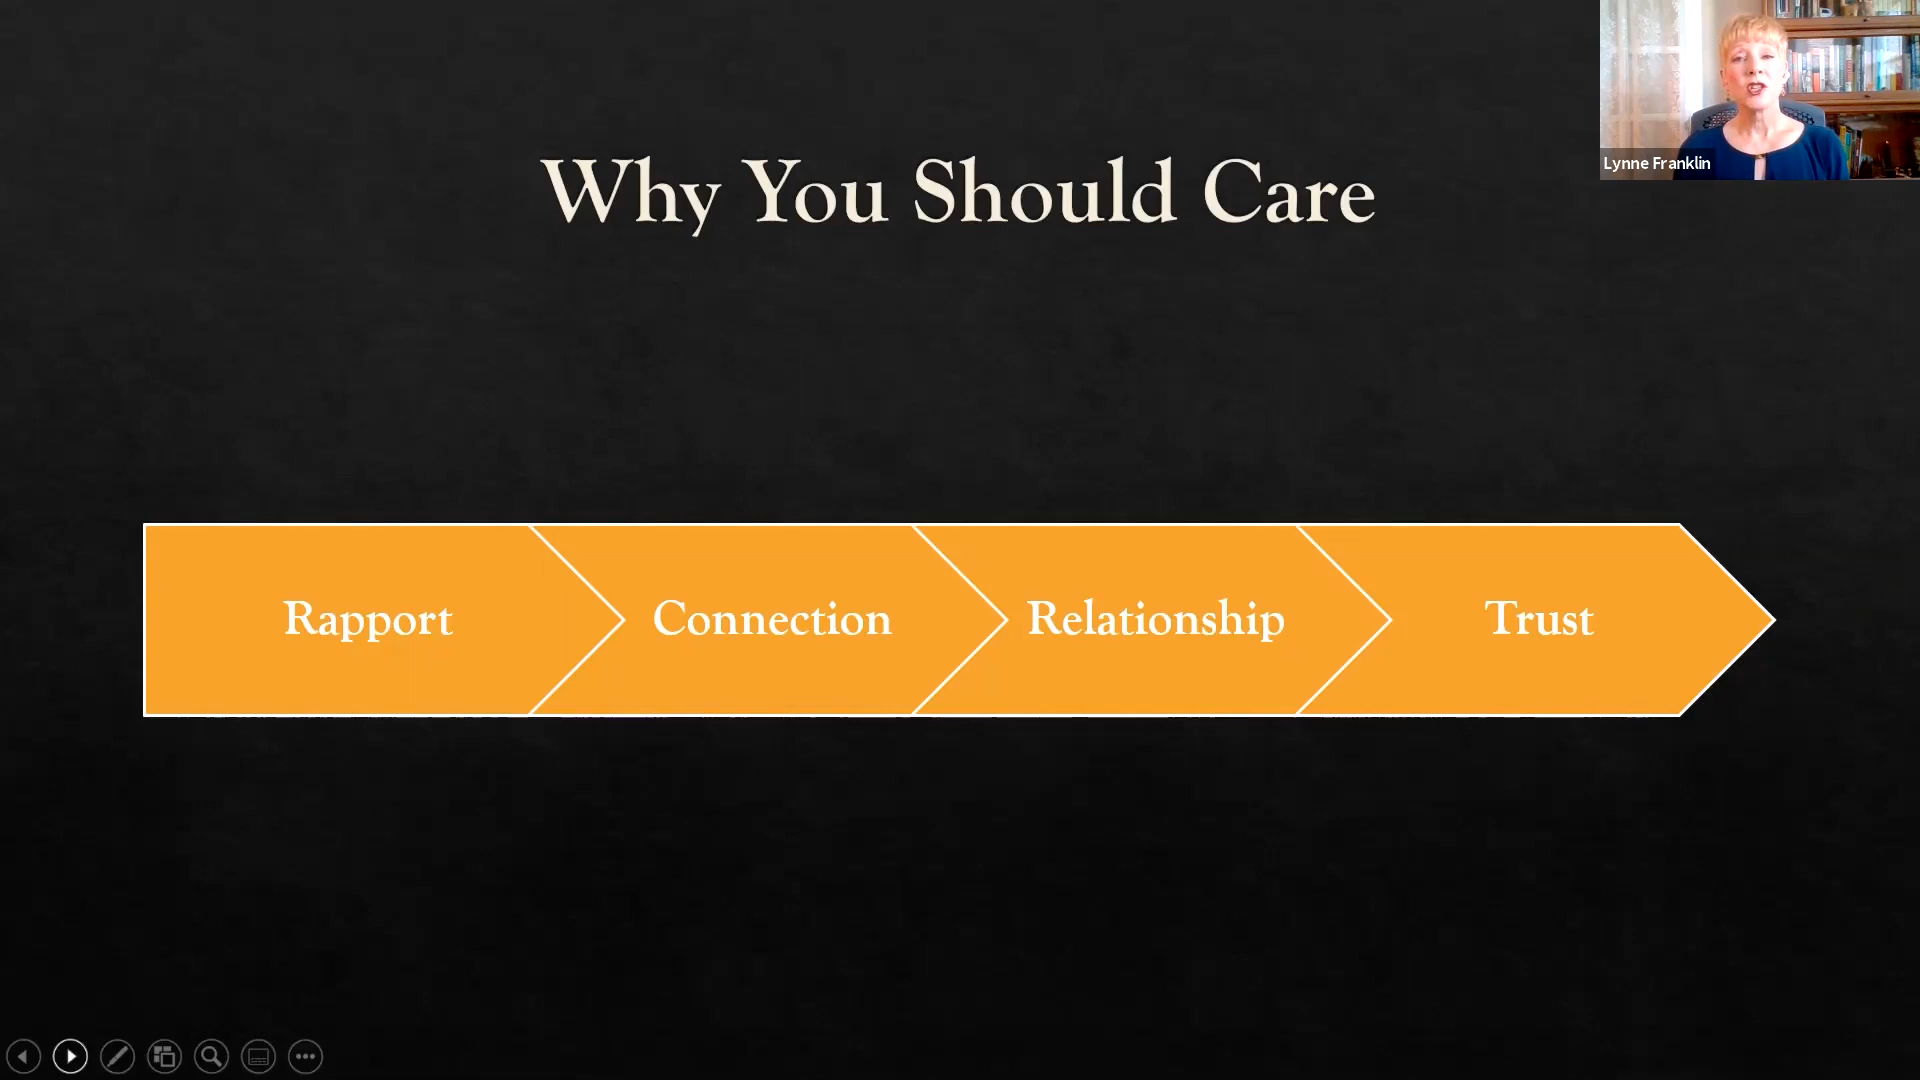 Why You Should Care
Lynne Franklin
Rapport
Connection
Relationship
Trust